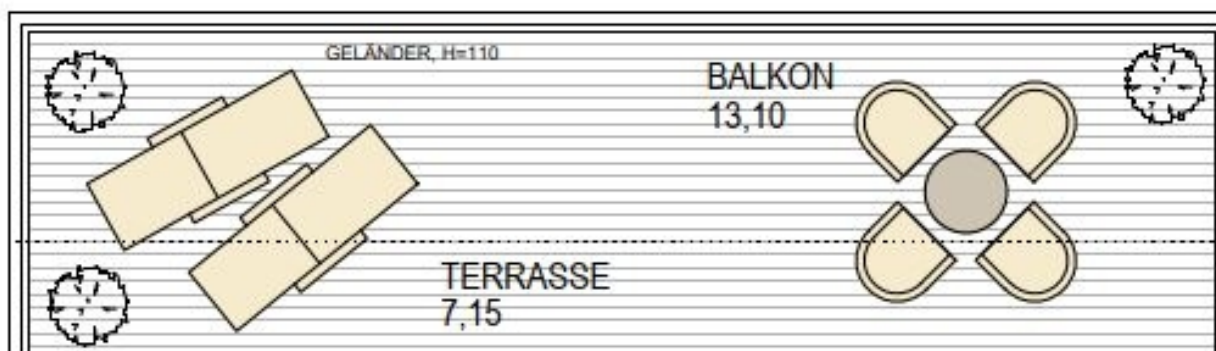 GELÄNDER, H=110
BALKON
13,10
TERRASSE
7,15